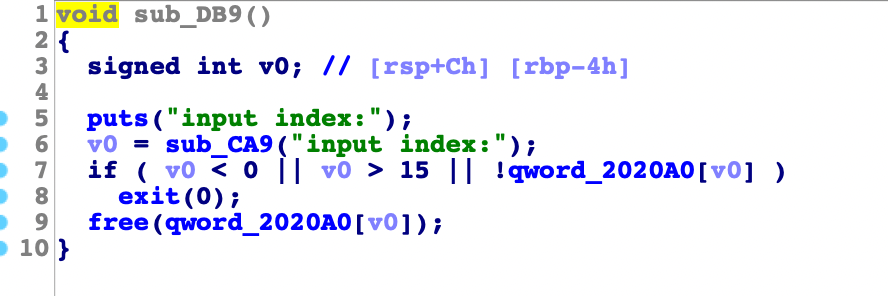 1 void sub_DB9()
2 {
3 signed int v0; // [rsp+Ch] [rbp-4h]
4
5 puts("input index:");
6 v0 = sub_CA9("input index:");
7 if ( v0 < 0 || v0 > 15 || !qword_2020A0[v0] )
8 exit(0);
9 free(qword_2020A0[v0]);
10 }